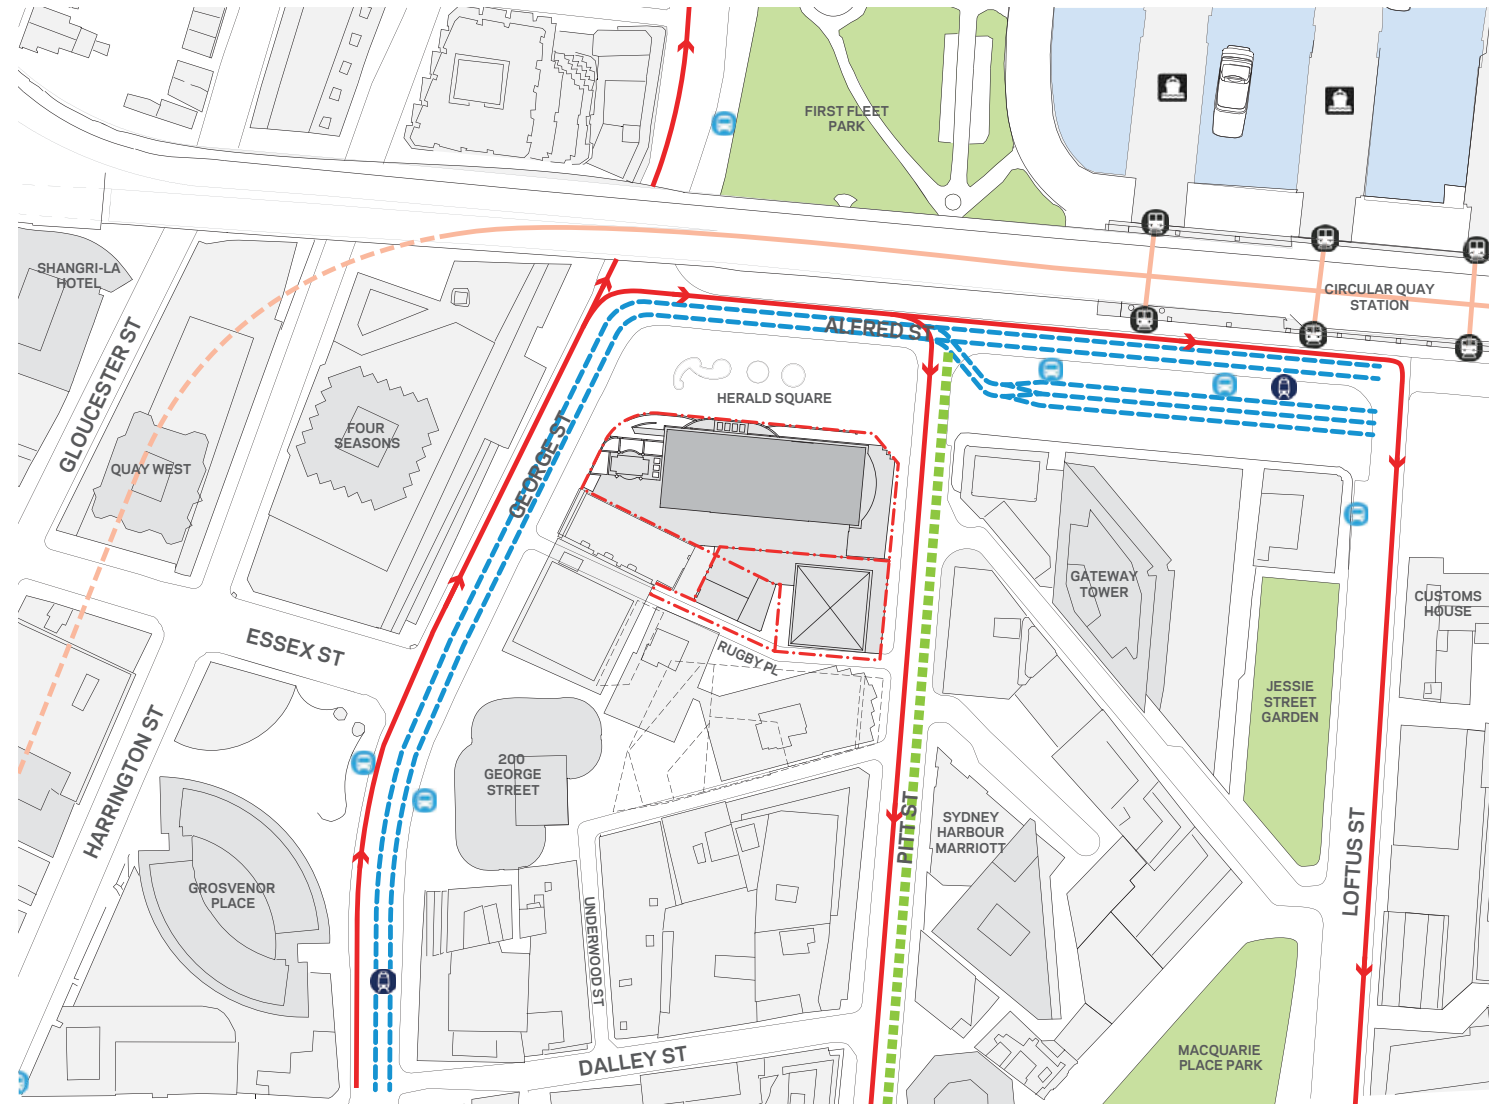 FIRST FLEET
PARK
SHANGRI-LA
HOTEL
CIRCULAR QUAY
STATION
ALFRED ST
GLOUCESTER ST
HERALD SQUARE
FOUR
SEASONS
GEORGE ST
QUAY WEST
GATEWAY
TOWER
CUSTOMS
HOUSE
ESSEX ST
RUGBY PL
JESSIE
STREET
GARDEN
HARRINGTON ST
200
GEORGE
STREET
PITT ST
SYDNEY
HARBOUR
MARRIOTT
LOFTUS ST
GROSVENOR
PLACE
UNDERWOOD ST
DALLEY ST
MACQUARIE
PLACE PARK